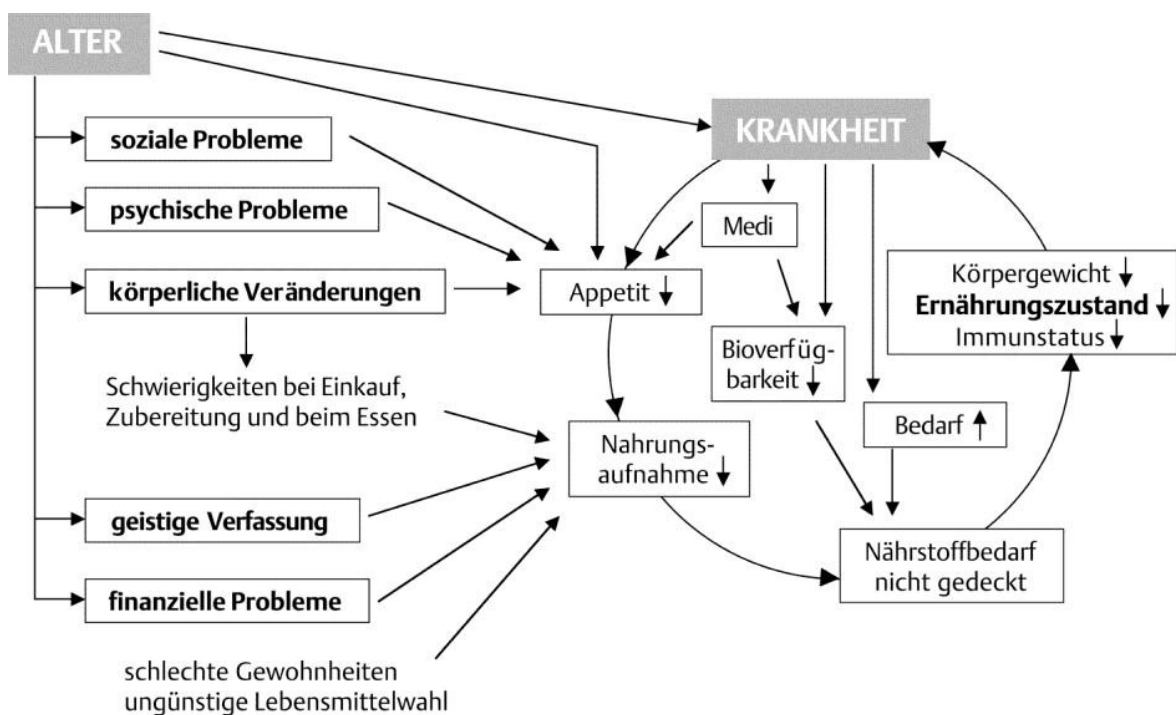 ALTER
KRANKHEIT
soziale Probleme
psychische Probleme
Medi
körperliche Veränderungen
Appetit ↓
Körpergewicht ↓
Ernährungszustand ↓
Immunstatus ↓
Bioverfüg-
barkeit ↓
Schwierigkeiten bei Einkauf,
Zubereitung und beim Essen
Bedarf ↑
Nahrungs-
aufnahme ↓
geistige Verfassung
Nährstoffbedarf
nicht gedeckt
finanzielle Probleme
schlechte Gewohnheiten
ungünstige Lebensmittelwahl